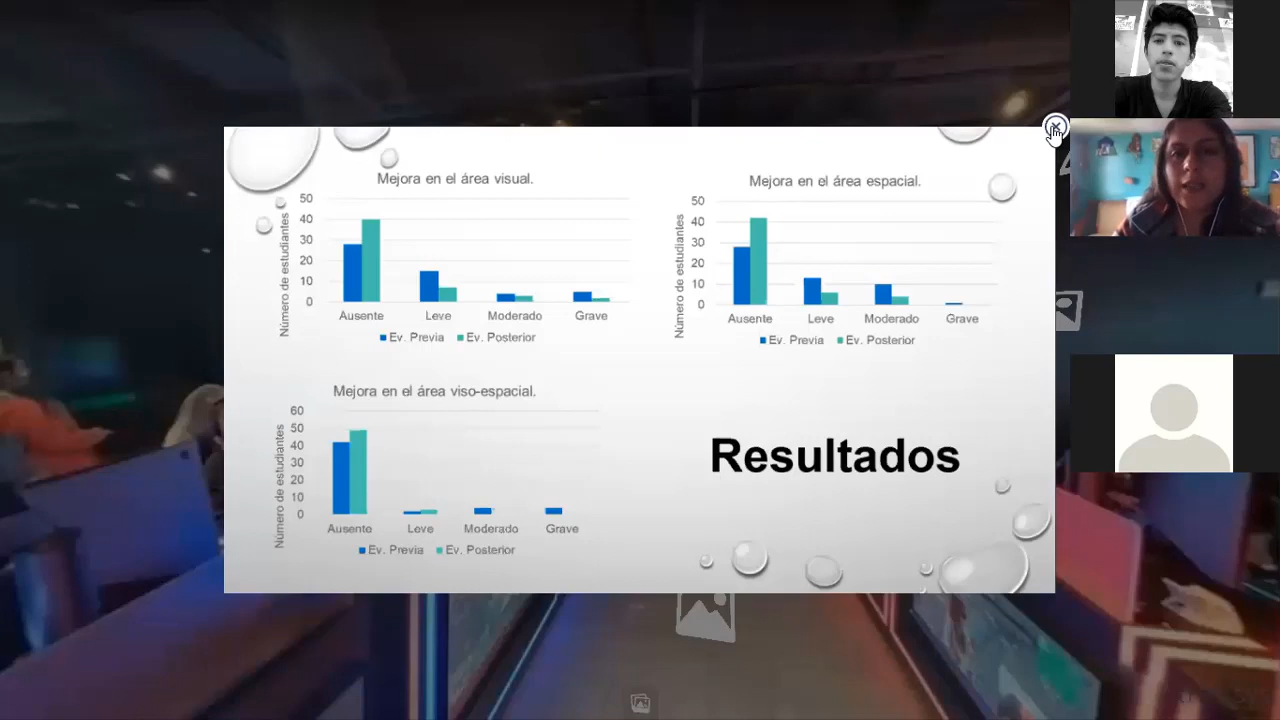 Mejora en el área visual.
Número de estudiantes
50
40
30
20
10
0
Ausente Leve Moderado Grave
Ev. Previa Ev. Posterior
Mejora en el área espacial.
Número de estudiantes
50
40
30
20
10
0
Ausente Leve Moderado Grave
Ev. Previa Ev. Posterior
Mejora en el área viso-espacial.
Número de estudiantes
60
50
40
30
20
10
0
Ausente Leve Moderado Grave
Ev. Previa Ev. Posterior
Resultados